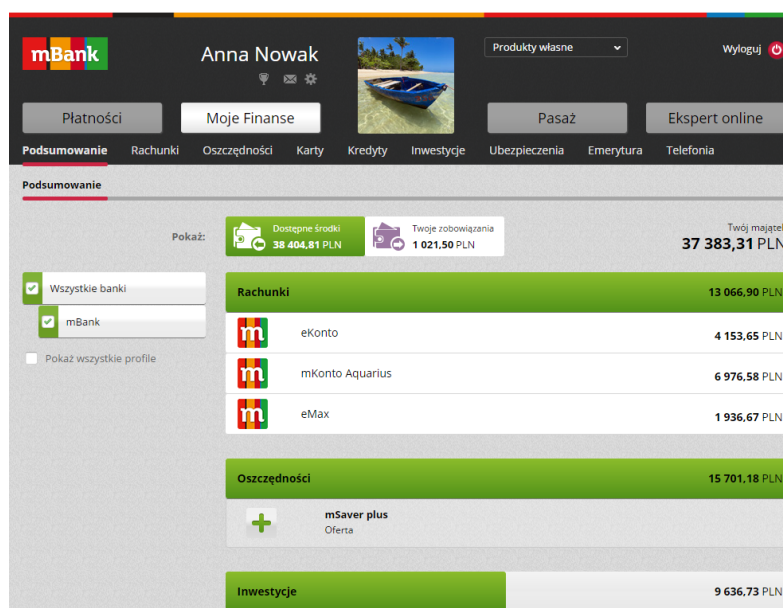 mBank
Anna Nowak
Produkty własne
Wyloguj
Płatności
Moje Finanse
Pasaż
Ekspert online
Podsumowanie Rachunki Oszczędności Karty Kredyty Inwestycje Ubezpieczenia Emerytura Telefonia
Podsumowanie
Pokaż:
Dostępne środki
38 404,81 PLN
Twoje zobowiązania
1 021,50 PLN
Twój majątek
37 383,31 PLN
Wszystkie banki
mBank
Pokaż wszystkie profile
Rachunki 13 066,90 PLN
m eKonto 4 153,65 PLN
m mKonto Aquarius 6 976,58 PLN
m eMax 1 936,67 PLN
Oszczędności 15 701,18 PLN
mSaver plus
Oferta
Inwestycje 9 636,73 PLN